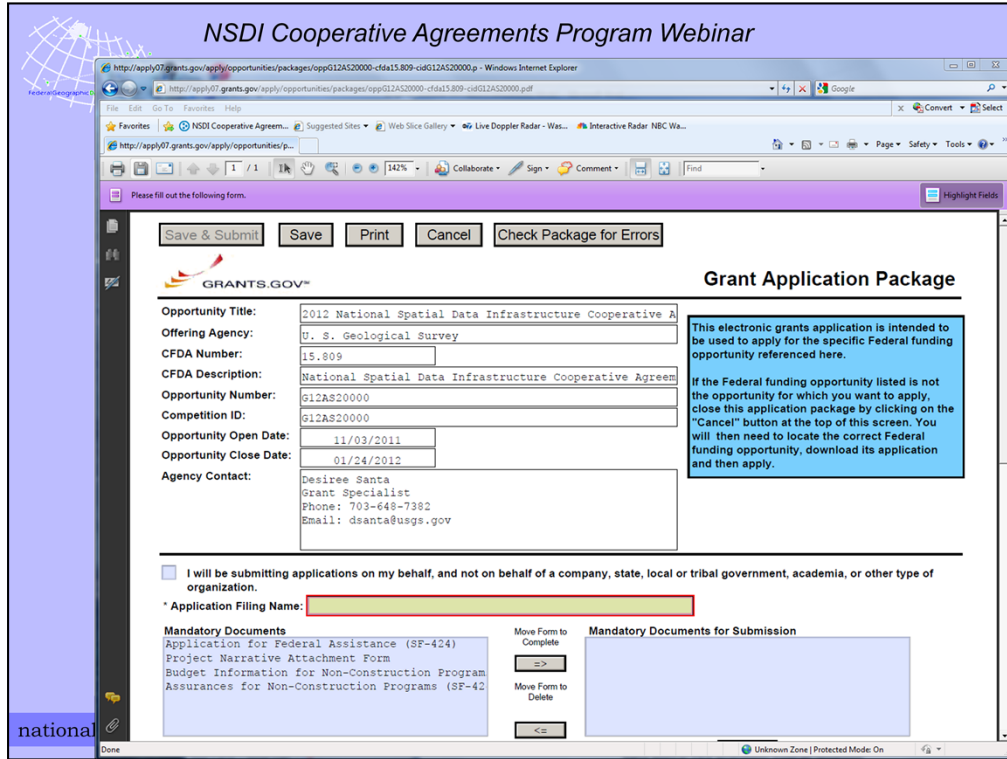 NSDI Cooperative Agreements Program Webinar
FederalGeographic
http://apply07.grants.gov/apply/opportunities/packages/oppG12AS20000-cfda15.809-cidG12AS20000.p - Windows Internet Explorer
http://apply07.grants.gov/apply/opportunities/packages/oppG12AS20000-cfda15.809-cidG12AS20000.pdf
Google
File Edit Go To Favorites Help
x Convert Select
Favorites NSDI Cooperative Agreem... Suggested Sites Web Slice Gallery Live Doppler Radar - Was... Interactive Radar NBC Wa...
http://apply07.grants.gov/apply/opportunities/p...
Page Safety Tools
1 / 1 142% Collaborate Sign Comment Find
Please fill out the following form.
Highlight Fields
Save & Submit Save Print Cancel Check Package for Errors
GRANTS.GOV℠
Grant Application Package
Opportunity Title: 2012 National Spatial Data Infrastructure Cooperative A
Offering Agency: U. S. Geological Survey
CFDA Number: 15.809
CFDA Description: National Spatial Data Infrastructure Cooperative Agreem
Opportunity Number: G12AS20000
Competition ID: G12AS20000
Opportunity Open Date: 11/03/2011
Opportunity Close Date: 01/24/2012
Agency Contact: Desiree Santa
Grant Specialist
Phone: 703-648-7382
Email: dsanta@usgs.gov
This electronic grants application is intended to
be used to apply for the specific Federal funding
opportunity referenced here.
If the Federal funding opportunity listed is not
the opportunity for which you want to apply,
close this application package by clicking on the
"Cancel" button at the top of this screen. You
will then need to locate the correct Federal
funding opportunity, download its application
and then apply.
I will be submitting applications on my behalf, and not on behalf of a company, state, local or tribal government, academia, or other type of
organization.
* Application Filing Name:
Mandatory Documents
Application for Federal Assistance (SF-424)
Project Narrative Attachment Form
Budget Information for Non-Construction Program
Assurances for Non-Construction Programs (SF-42
Move Form to
Complete
=>
Move Form to
Delete
<=
Mandatory Documents for Submission
national
Done
Unknown Zone | Protected Mode: On